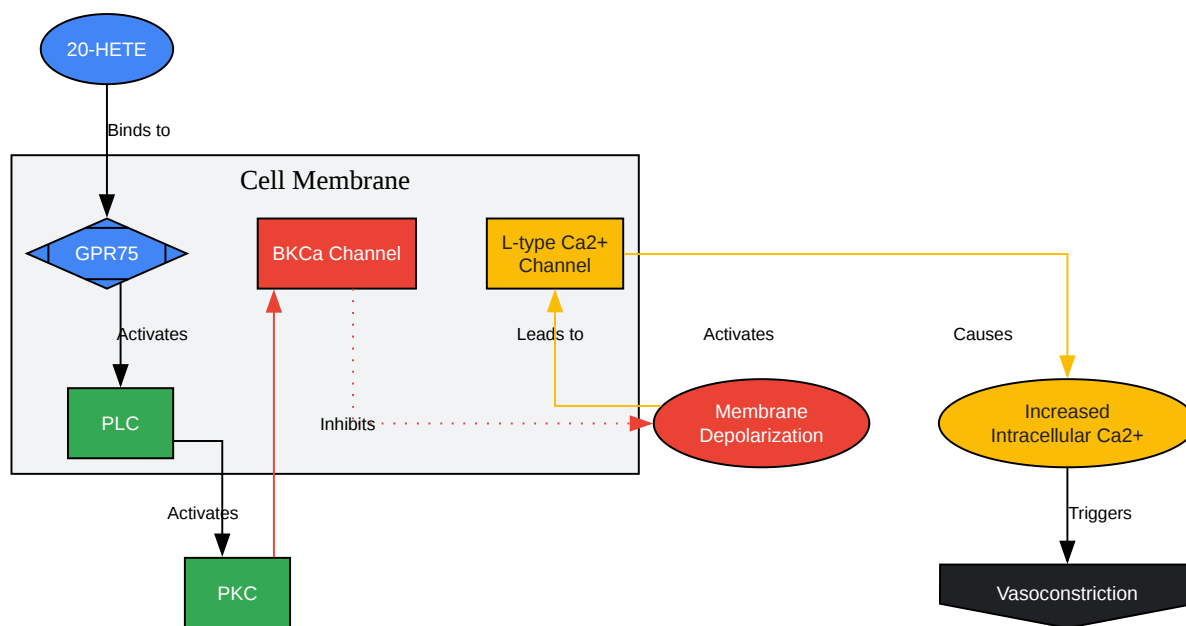 20-HETE
Binds to
Cell Membrane
GPR75
BKCa Channel
L-type Ca2+
Channel
Activates
Leads to
Activates
Causes
PLC
Inhibits
Membrane
Depolarization
Increased
Intracellular Ca2+
Activates
Triggers
PKC
Vasoconstriction